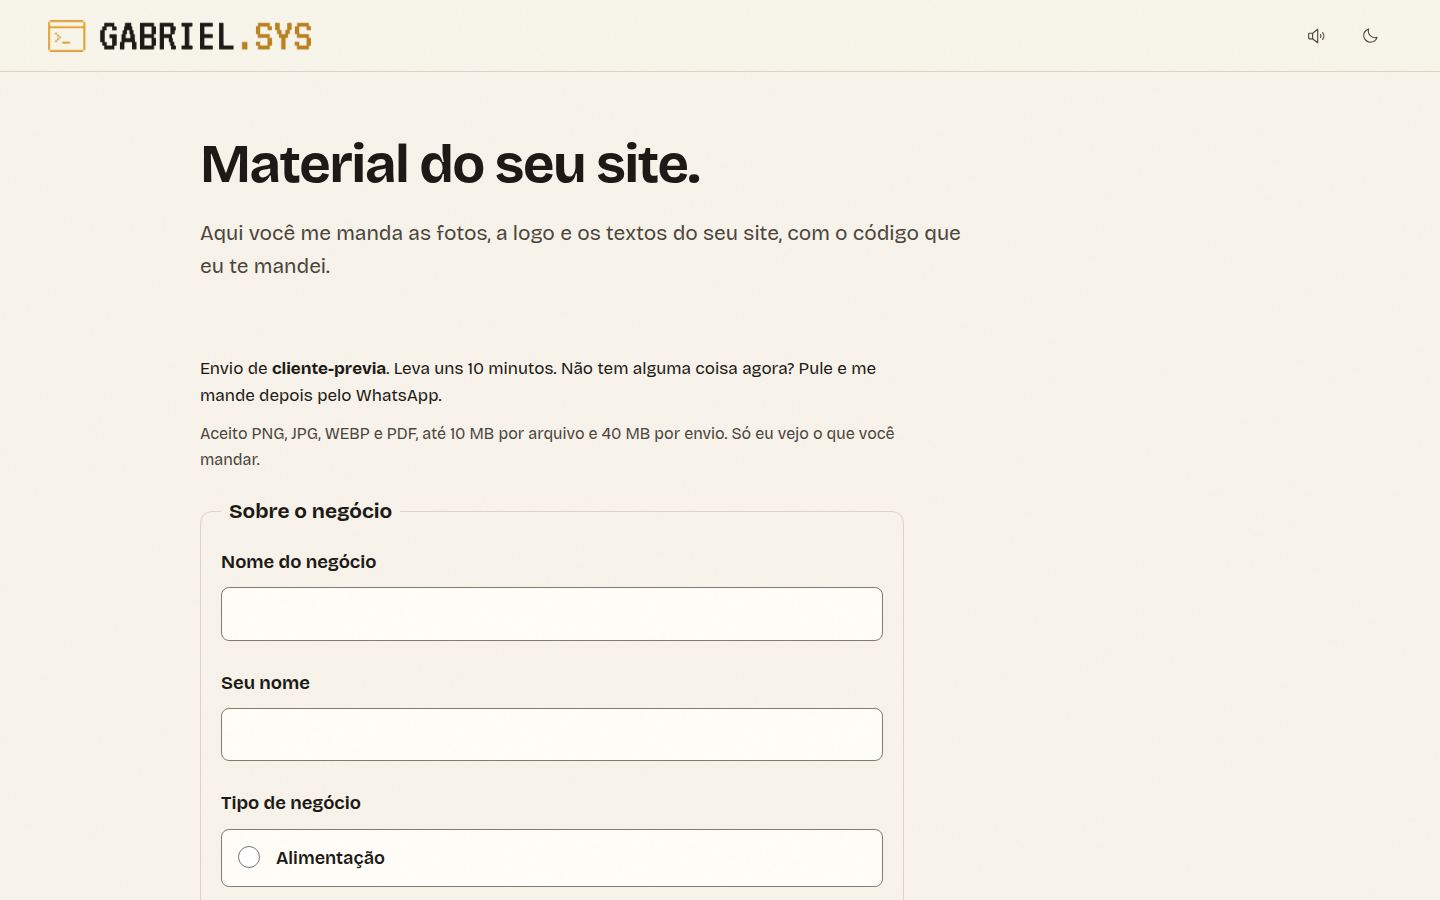 GABRIEL.SYS
Material do seu site.
Aqui você me manda as fotos, a logo e os textos do seu site, com o código que
eu te mandei.
Envio de cliente-previa. Leva uns 10 minutos. Não tem alguma coisa agora? Pule e me
mande depois pelo WhatsApp.
Aceito PNG, JPG, WEBP e PDF, até 10 MB por arquivo e 40 MB por envio. Só eu vejo o que você
mandar.
Sobre o negócio
Nome do negócio
Seu nome
Tipo de negócio
Alimentação